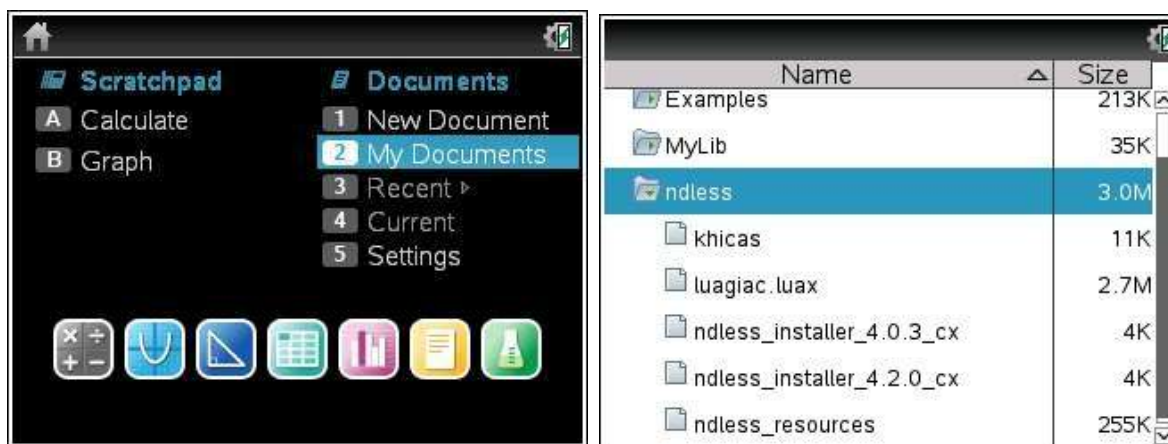 Scratchpad
A Calculate
B Graph
Documents
1 New Document
2 My Documents
3 Recent ▹
4 Current
5 Settings
Name Size
Examples 213K
MyLib 35K
ndless 3.0M
khicas 11K
luagiac.luax 2.7M
ndless_installer_4.0.3_cx 4K
ndless_installer_4.2.0_cx 4K
ndless_resources 255K